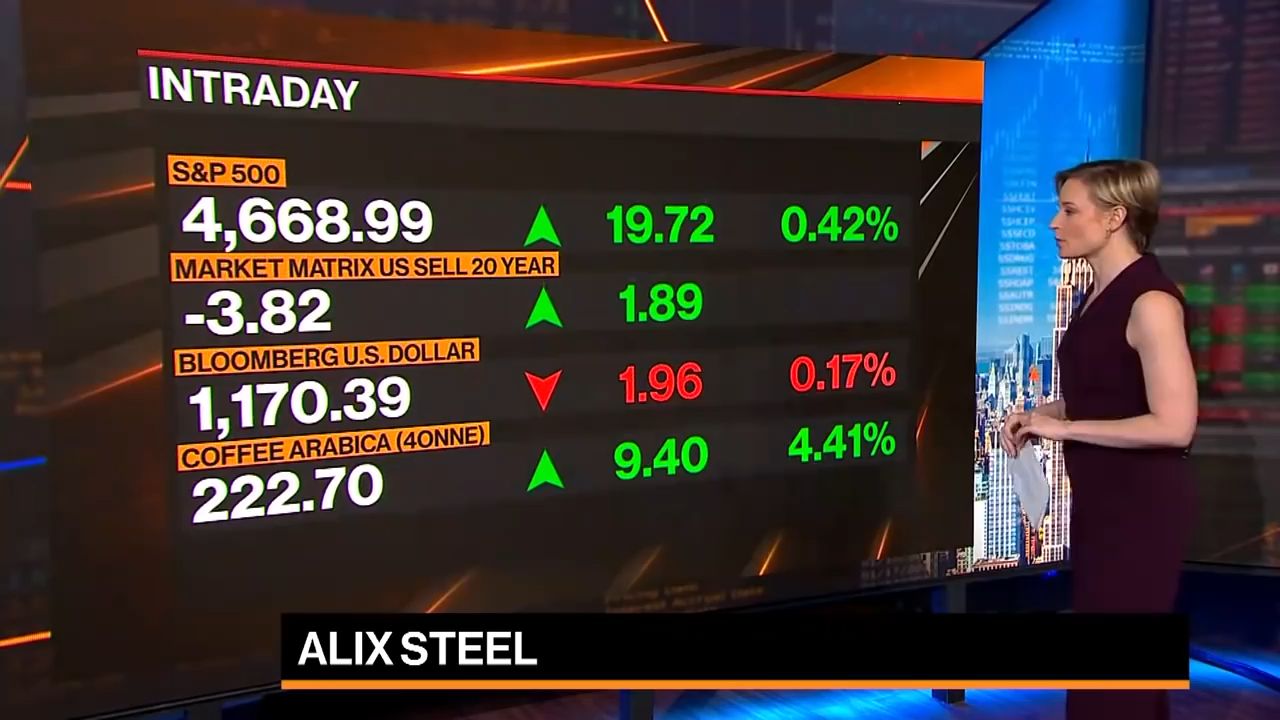 INTRADAY
S&P 500
4,668.99 ▲ 19.72 0.42%
MARKET MATRIX US SELL 20 YEAR
-3.82 ▲ 1.89
BLOOMBERG U.S. DOLLAR
1,170.39 ▼ 1.96 0.17%
COFFEE ARABICA (4ONNE)
222.70 ▲ 9.40 4.41%
ALIX STEEL